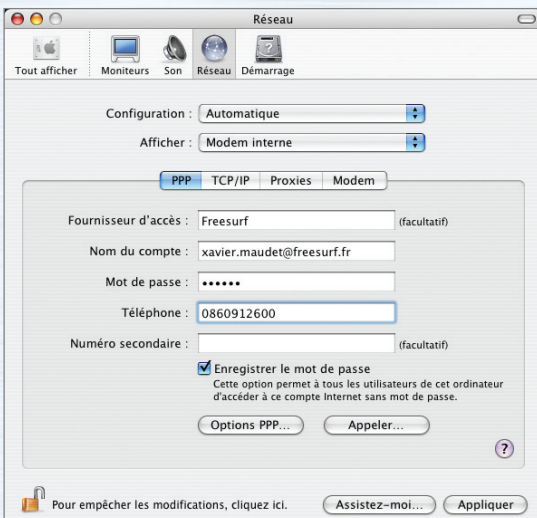 Réseau
Tout afficher Moniteurs Son Réseau Démarrage
Configuration : Automatique
Afficher : Modem interne
PPP TCP/IP Proxies Modem
Fournisseur d'accès : Freesurf (facultatif)
Nom du compte : xavier.maudet@freesurf.fr
Mot de passe : ••••••
Téléphone : 0860912600
Numéro secondaire : (facultatif)
Enregistrer le mot de passe
Cette option permet à tous les utilisateurs de cet ordinateur
d'accéder à ce compte Internet sans mot de passe.
Options PPP... Appeler...
?
Pour empêcher les modifications, cliquez ici. Assistez-moi... Appliquer